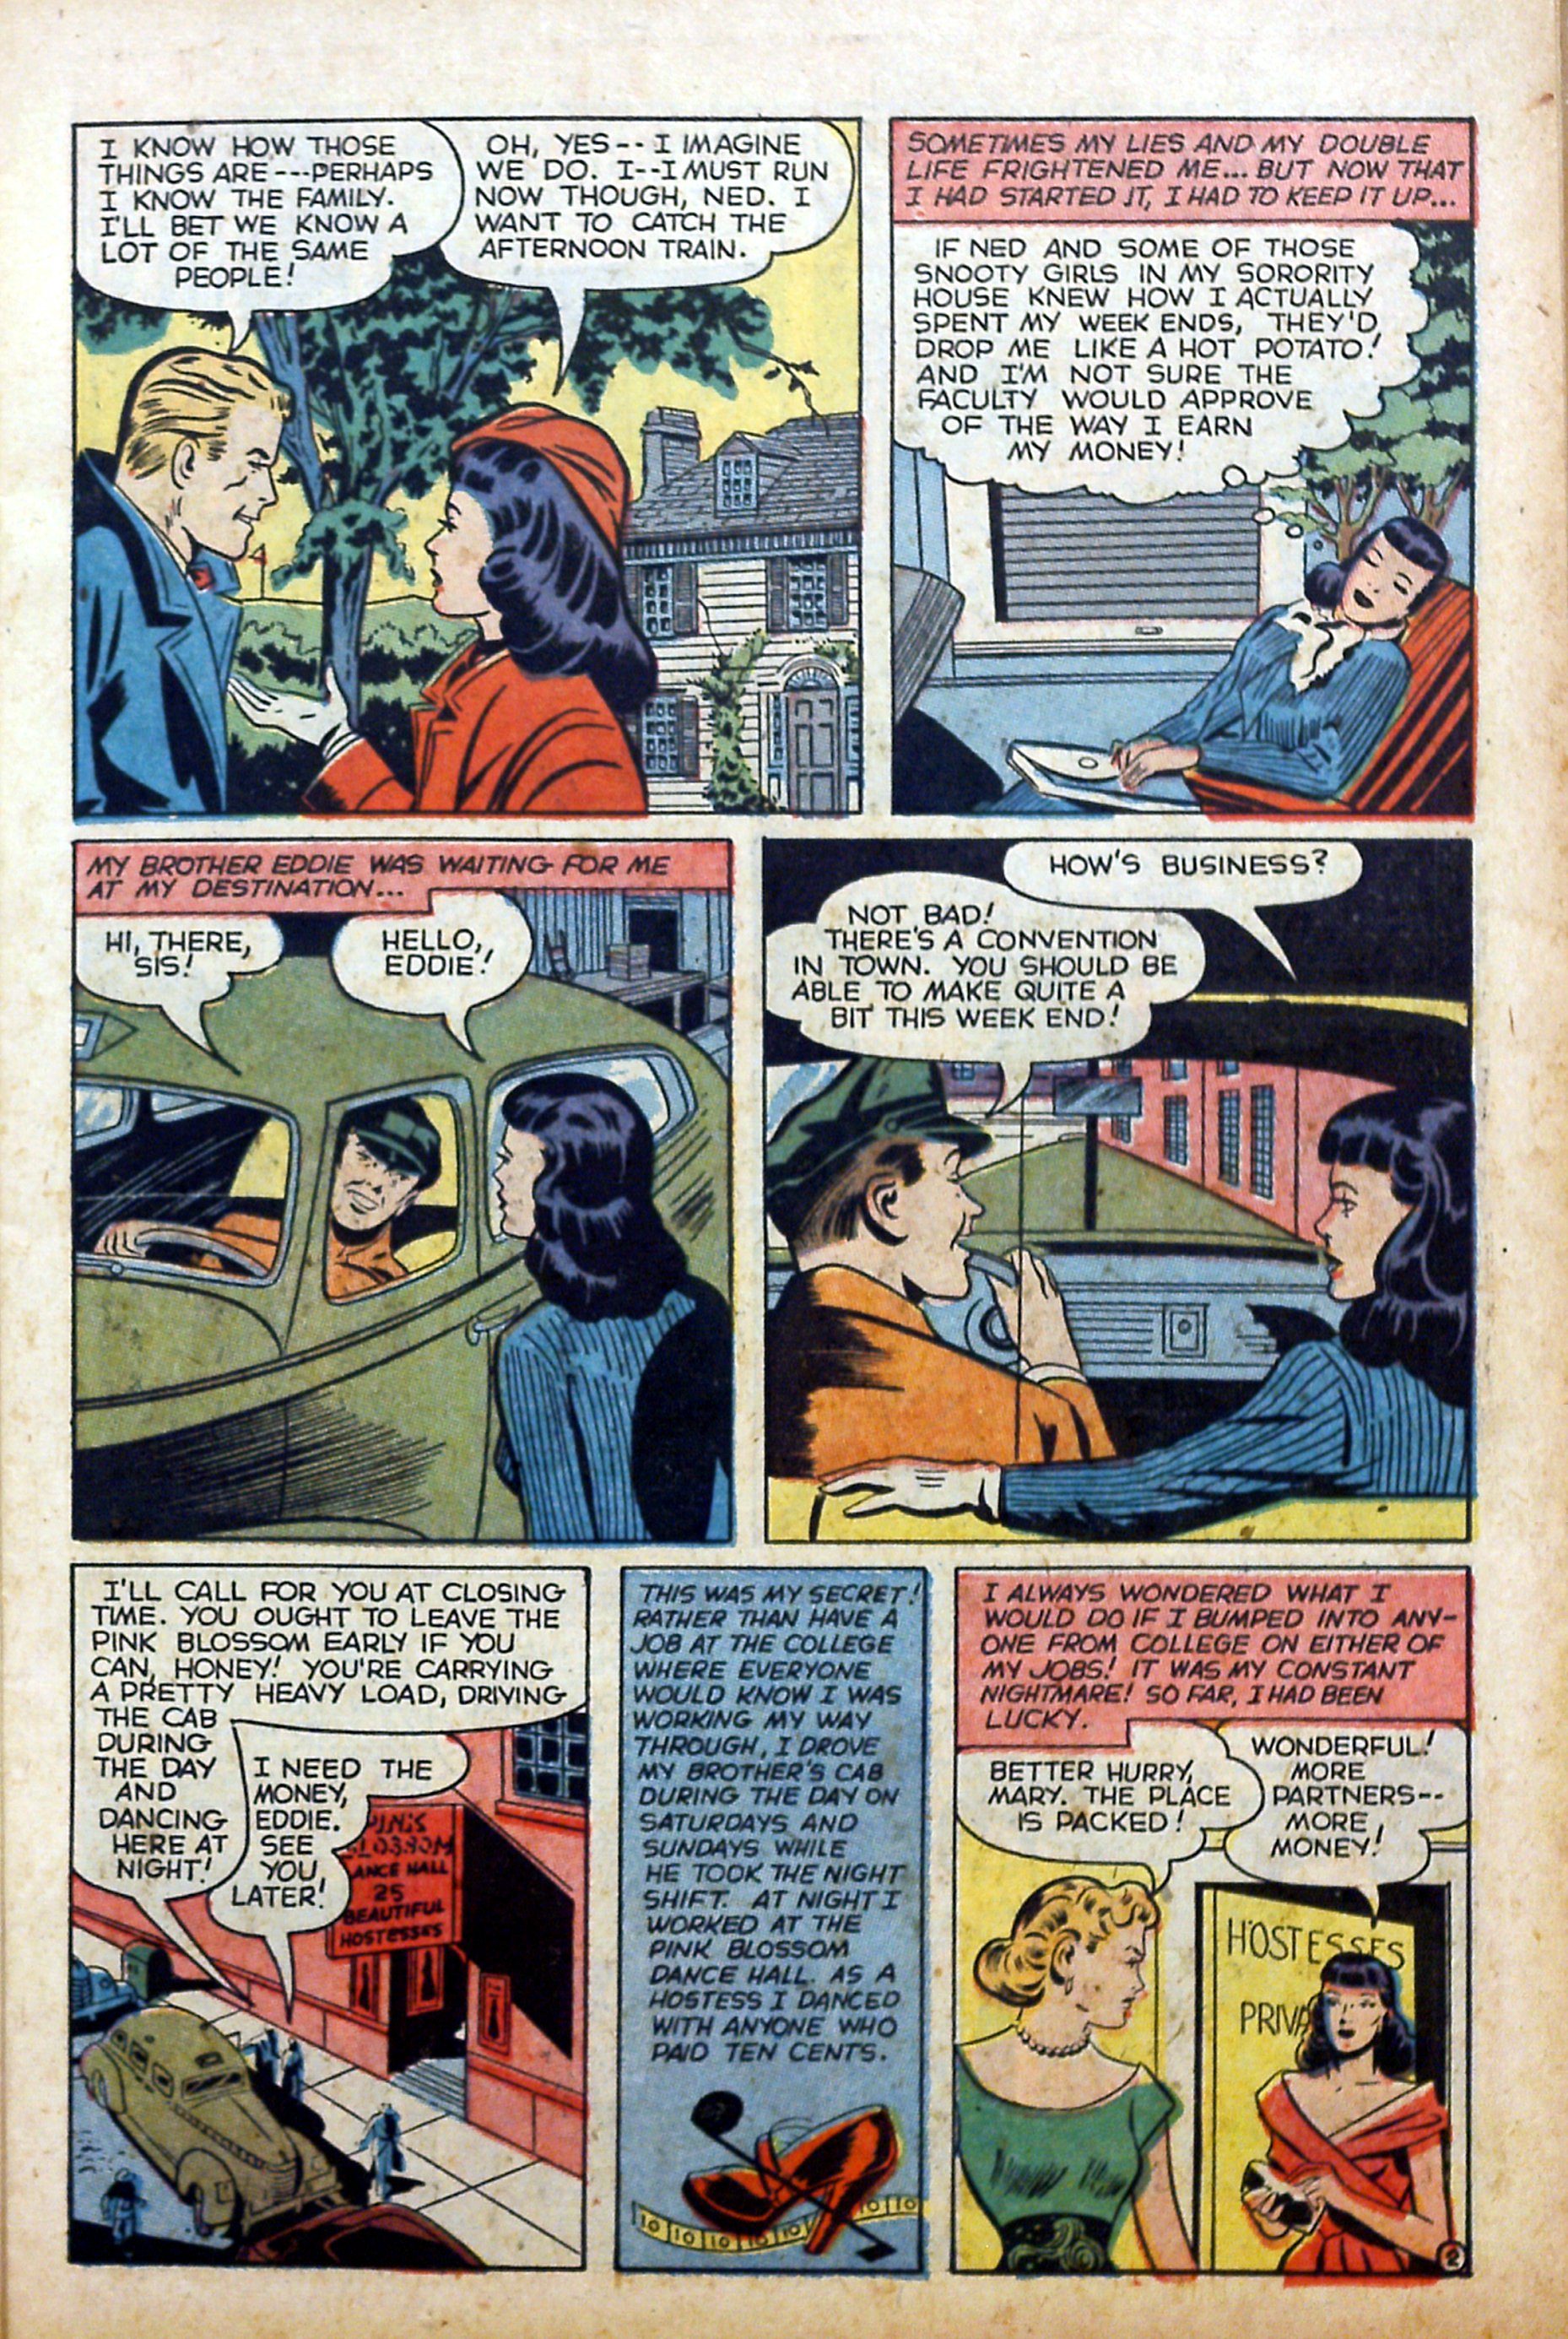 I KNOW HOW THOSE
THINGS ARE---PERHAPS
I KNOW THE FAMILY.
I'LL BET WE KNOW A
LOT OF THE SAME
PEOPLE!
OH, YES--I IMAGINE
WE DO. I--I MUST RUN
NOW THOUGH, NED. I
WANT TO CATCH THE
AFTERNOON TRAIN.
SOMETIMES MY LIES AND MY DOUBLE
LIFE FRIGHTENED ME... BUT NOW THAT
I HAD STARTED IT, I HAD TO KEEP IT UP...
IF NED AND SOME OF THOSE
SNOOTY GIRLS IN MY SORORITY
HOUSE KNEW HOW I ACTUALLY
SPENT MY WEEK ENDS, THEY'D
DROP ME LIKE A HOT POTATO!
AND I'M NOT SURE THE
FACULTY WOULD APPROVE
OF THE WAY I EARN
MY MONEY!
MY BROTHER EDDIE WAS WAITING FOR ME
AT MY DESTINATION...
HI, THERE,
SIS!
HELLO,
EDDIE!
HOW'S BUSINESS?
NOT BAD!
THERE'S A CONVENTION
IN TOWN. YOU SHOULD BE
ABLE TO MAKE QUITE A
BIT THIS WEEK END!
I'LL CALL FOR YOU AT CLOSING
TIME. YOU OUGHT TO LEAVE THE
PINK BLOSSOM EARLY IF YOU
CAN, HONEY! YOU'RE CARRYING
A PRETTY HEAVY LOAD, DRIVING
THE CAB
DURING
THE DAY
AND
DANCING
HERE AT
NIGHT!
I NEED THE
MONEY,
EDDIE.
SEE
YOU
LATER!
DANCE HALL
25
BEAUTIFUL
HOSTESSES
THIS WAS MY SECRET!
RATHER THAN HAVE A
JOB AT THE COLLEGE
WHERE EVERYONE
WOULD KNOW I WAS
WORKING MY WAY
THROUGH, I DROVE
MY BROTHER'S CAB
DURING THE DAY ON
SATURDAYS AND
SUNDAYS WHILE
HE TOOK THE NIGHT
SHIFT. AT NIGHT I
WORKED AT THE
PINK BLOSSOM
DANCE HALL. AS A
HOSTESS I DANCED
WITH ANYONE WHO
PAID TEN CENTS.
10 10 10 10 10 10 10
I ALWAYS WONDERED WHAT I
WOULD DO IF I BUMPED INTO ANY-
ONE FROM COLLEGE ON EITHER OF
MY JOBS! IT WAS MY CONSTANT
NIGHTMARE! SO FAR, I HAD BEEN
LUCKY.
BETTER HURRY,
MARY. THE PLACE
IS PACKED!
WONDERFUL!
MORE
PARTNERS--
MORE
MONEY!
HOSTESSES
PRIVA
2